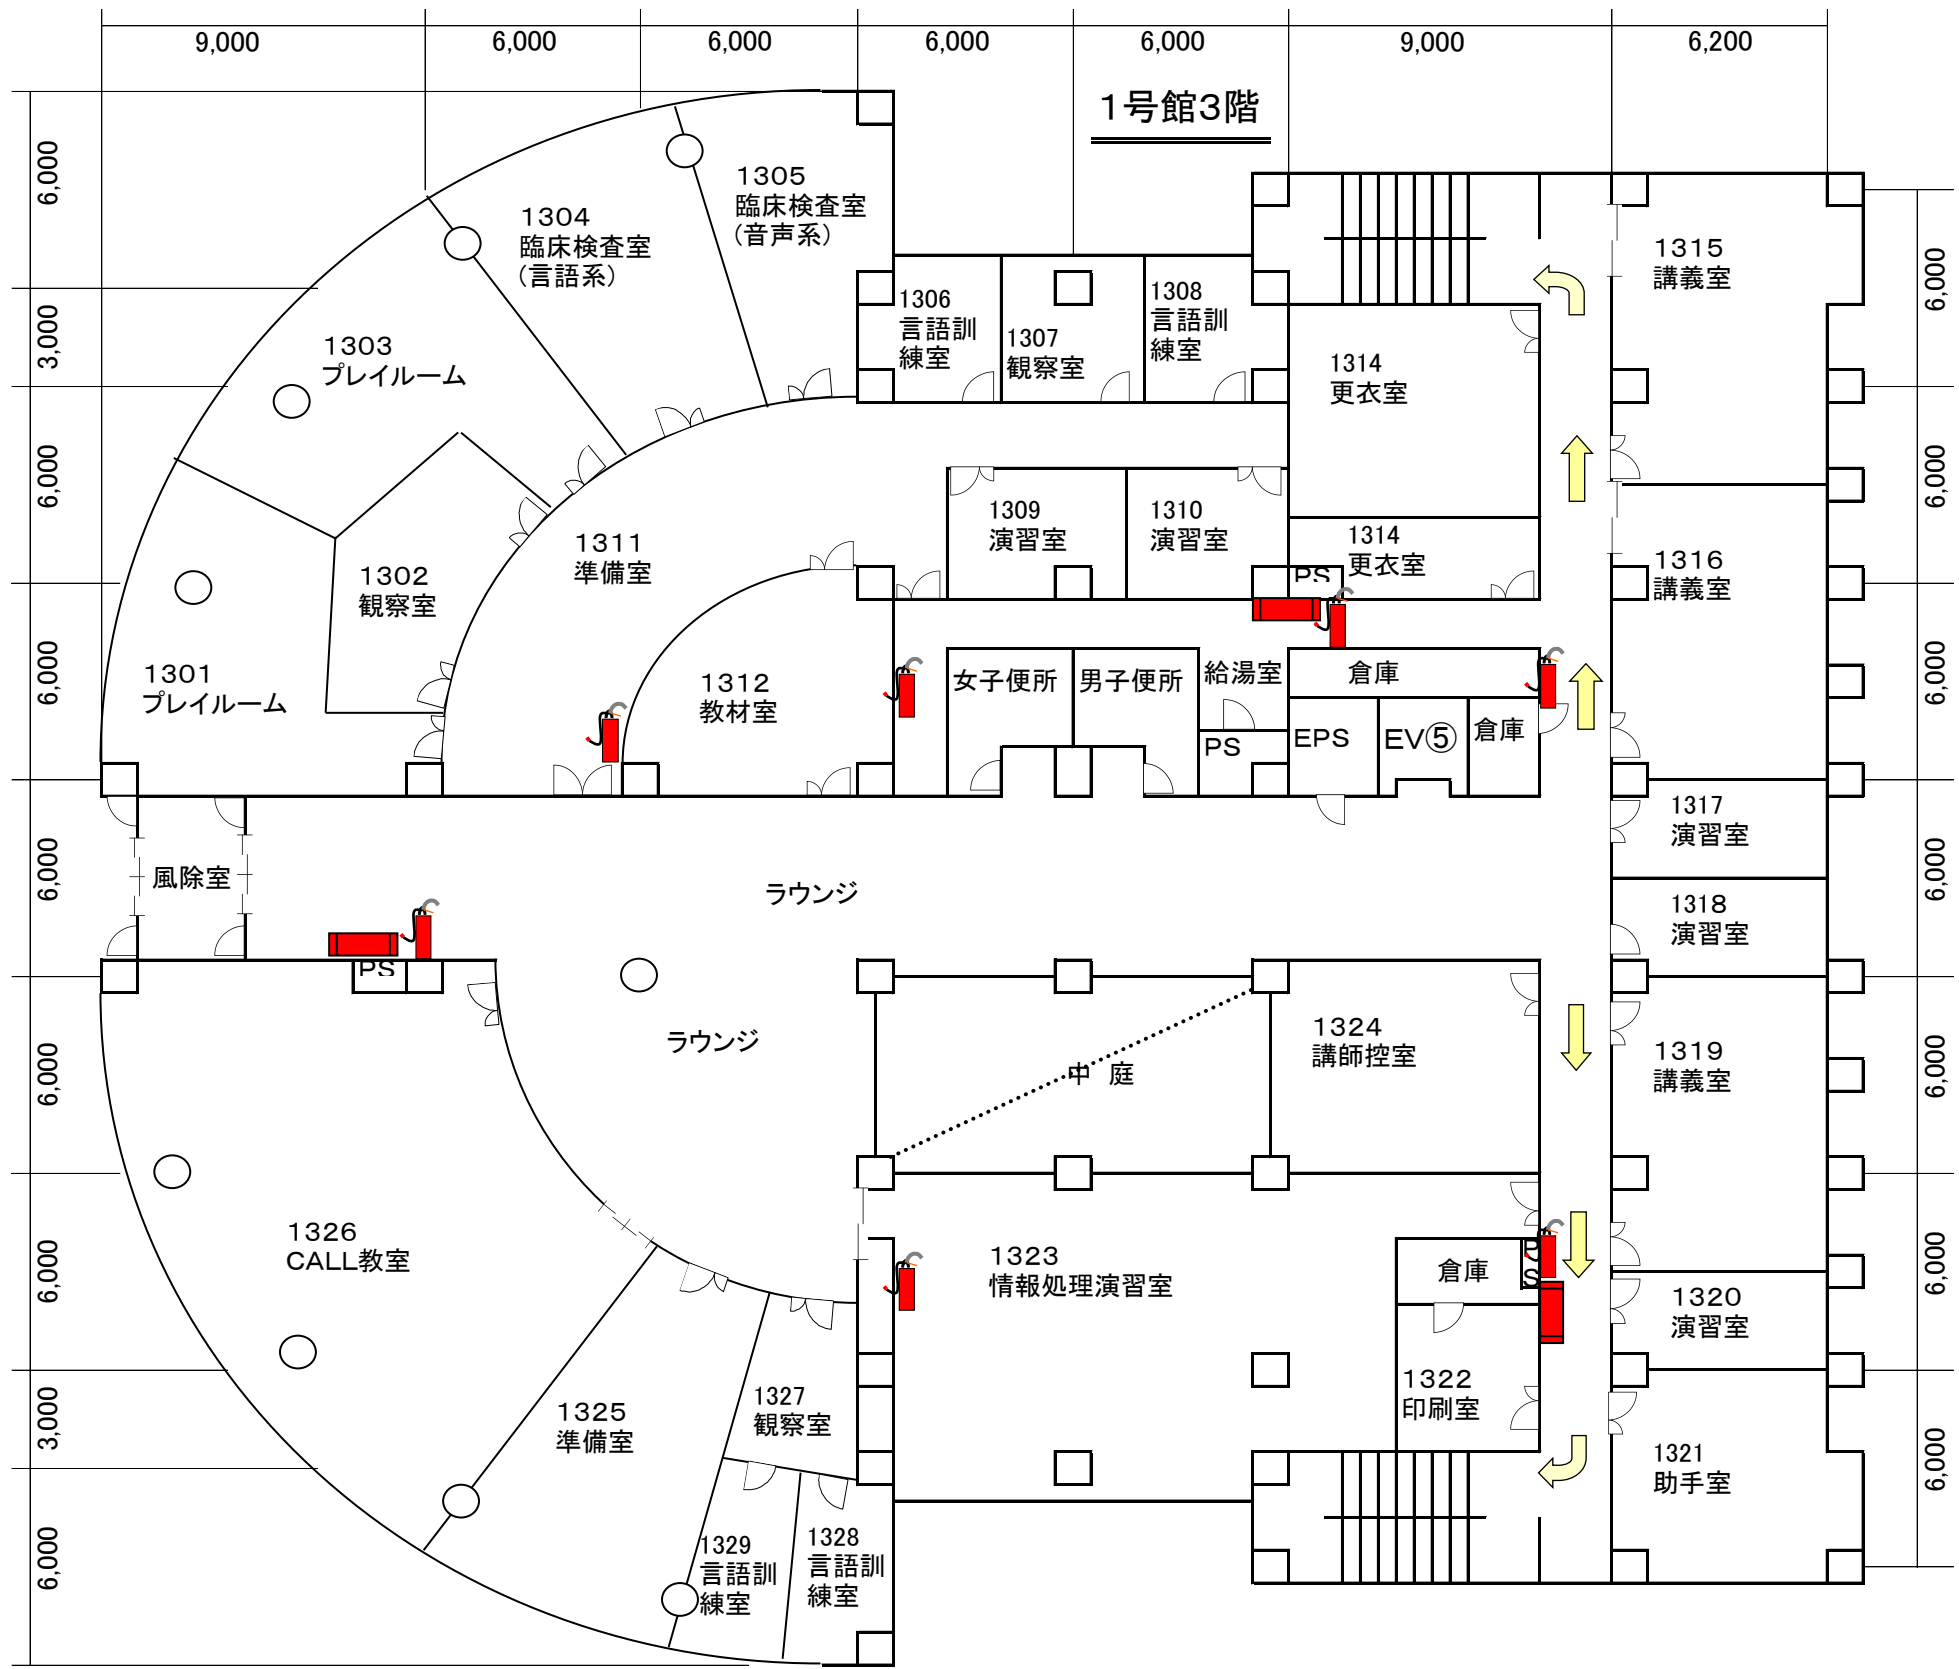 9,000
6,000
6,000
6,000
6,000
9,000
6,200
1号館3階
6,000
3,000
6,000
6,000
6,000
6,000
6,000
3,000
6,000
6,000
6,000
6,000
6,000
6,000
6,000
6,000
1305
臨床検査室
(音声系)
1304
臨床検査室
(言語系)
1303
プレイルーム
1302
観察室
1301
プレイルーム
1306
言語訓
練室
1307
観察室
1308
言語訓
練室
1309
演習室
1310
演習室
1311
準備室
1312
教材室
1314
更衣室
1314
更衣室
PS
1315
講義室
1316
講義室
女子便所
男子便所
給湯室
PS
倉庫
EPS
EV⑤
倉庫
1317
演習室
1318
演習室
風除室
ラウンジ
PS
ラウンジ
中 庭
1324
講師控室
1319
講義室
1326
CALL教室
1323
情報処理演習室
倉庫
PS
1320
演習室
1322
印刷室
1321
助手室
1325
準備室
1327
観察室
1329
言語訓
練室
1328
言語訓
練室